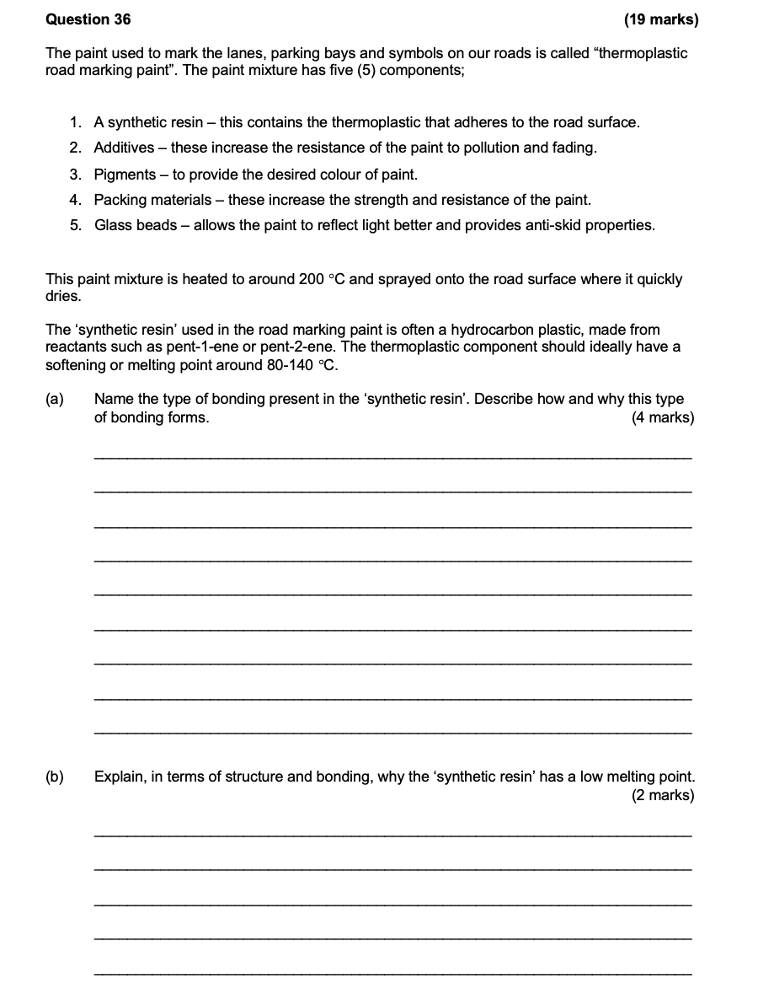 Question 36 (19 marks)
The paint used to mark the lanes, parking bays and symbols on our roads is called “thermoplastic
road marking paint”. The paint mixture has five (5) components;
1. A synthetic resin – this contains the thermoplastic that adheres to the road surface.
2. Additives – these increase the resistance of the paint to pollution and fading.
3. Pigments – to provide the desired colour of paint.
4. Packing materials – these increase the strength and resistance of the paint.
5. Glass beads – allows the paint to reflect light better and provides anti-skid properties.
This paint mixture is heated to around 200 °C and sprayed onto the road surface where it quickly
dries.
The ‘synthetic resin’ used in the road marking paint is often a hydrocarbon plastic, made from
reactants such as pent-1-ene or pent-2-ene. The thermoplastic component should ideally have a
softening or melting point around 80-140 °C.
(a) Name the type of bonding present in the ‘synthetic resin’. Describe how and why this type
of bonding forms. (4 marks)
(b) Explain, in terms of structure and bonding, why the ‘synthetic resin’ has a low melting point.
(2 marks)